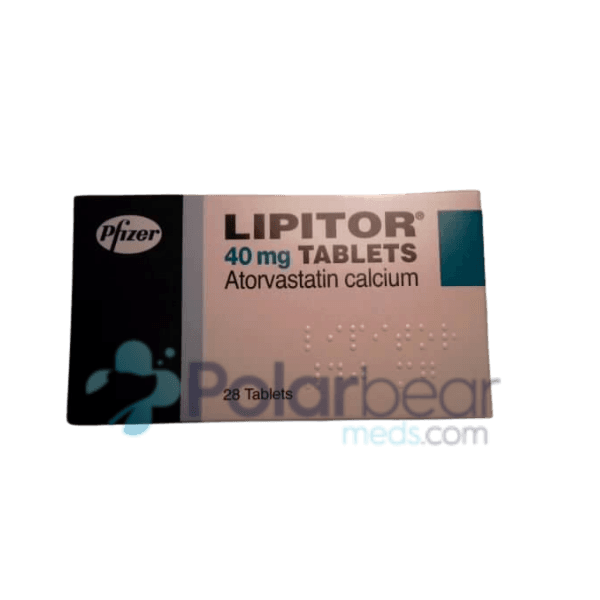 Pfizer
LIPITOR®
40 mg TABLETS
Atorvastatin calcium
28 Tablets
Polarbear
meds.com